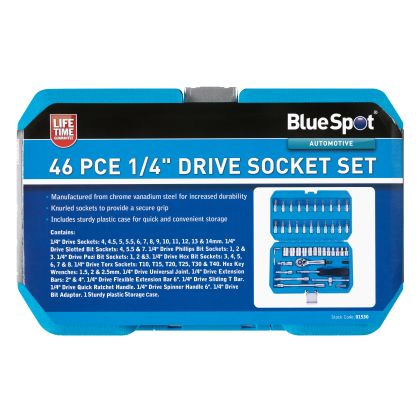 LIFE
TIME
GUARANTEE
BlueSpot®
AUTOMOTIVE
46 PCE 1/4" DRIVE SOCKET SET
• Manufactured from chrome vanadium steel for increased durability
• Knurled sockets to provide a secure grip
• Includes sturdy plastic case for quick and convenient storage
Contains:
1/4" Drive Sockets: 4, 4.5, 5, 5.5, 6, 7, 8, 9, 10, 11, 12, 13 & 14mm. 1/4"
Drive Slotted Bit Sockets: 4, 5.5 & 7. 1/4" Drive Phillips Bit Sockets: 1, 2 &
3. 1/4" Drive Pozi Bit Sockets: 1, 2 &3. 1/4" Drive Hex Bit Sockets: 3, 4, 5,
6, 7 & 8. 1/4" Drive Torx Sockets: T10, T15, T20, T25, T30 & T40. Hex Key
Wrenches: 1.5, 2 & 2.5mm. 1/4" Drive Universal Joint. 1/4" Drive Extension
Bars: 2" & 4". 1/4" Drive Flexible Extension Bar 6". 1/4" Drive Sliding T Bar.
1/4" Drive Quick Ratchet Handle. 1/4" Drive Spinner Handle 6". 1/4" Drive
Bit Adaptor. 1 Sturdy plastic Storage Case.
Stock Code: 01530